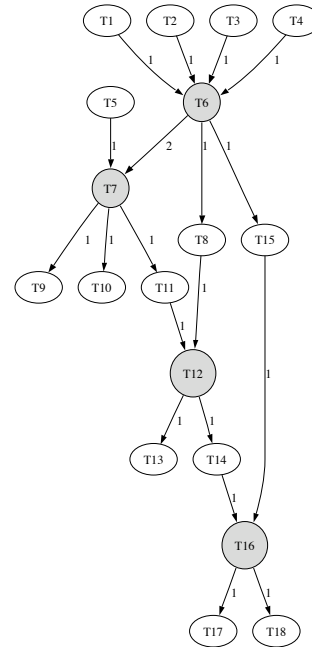 T1 T2 T3 T4
1 1 1 1
T5 T6
1 2 1 1
T7
T8 T15
1 1 1
T9 T10 T11
1 1
T12
1
1 1
T13 T14
1
T16
1 1
T17 T18